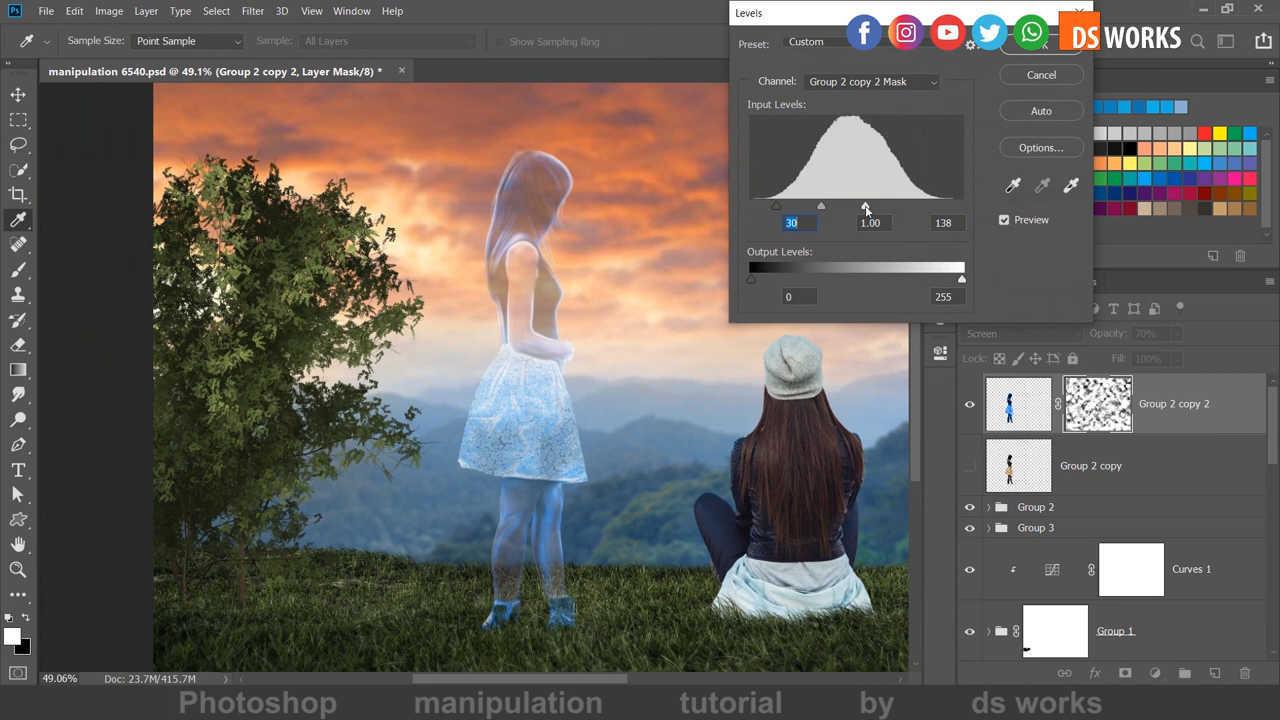 Ps File Edit Image Layer Type Select Filter 3D View Window Help
Sample Size: Point Sample Sample: All Layers Show Sampling Ring
manipulation 6540.psd @ 49.1% (Group 2 copy 2, Layer Mask/8) * ×
Levels
DS WORKS
Preset: Custom
Cancel
Channel: Group 2 copy 2 Mask
Input Levels:
Auto
Options...
Preview
30 1.00 138
Output Levels:
0 255
Screen Opacity: 70%
Lock: Fill: 100%
Group 2 copy 2
Group 2 copy
Group 2
Group 3
Curves 1
Group 1
49.06% Doc: 23.7M/415.7M
Photoshop manipulation tutorial by ds works